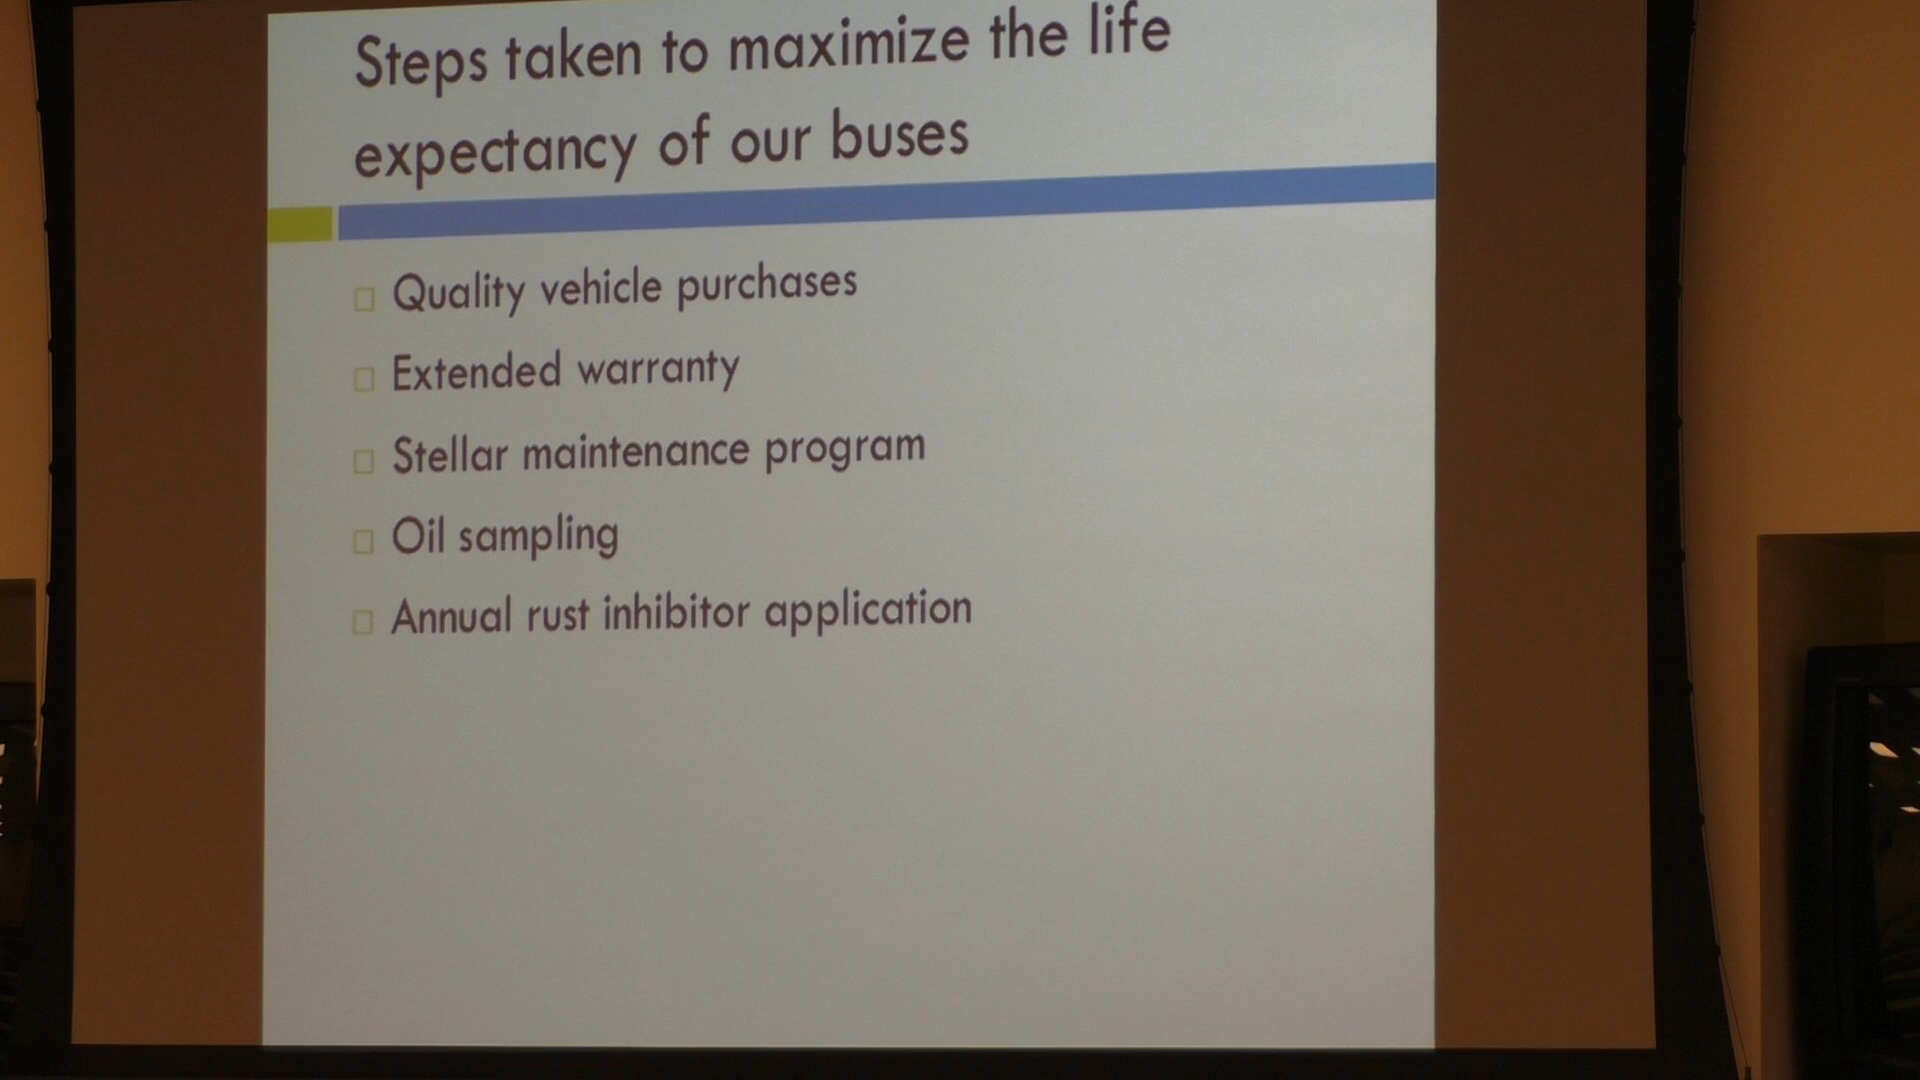 Steps taken to maximize the life
expectancy of our buses
Quality vehicle purchases
Extended warranty
Stellar maintenance program
Oil sampling
Annual rust inhibitor application